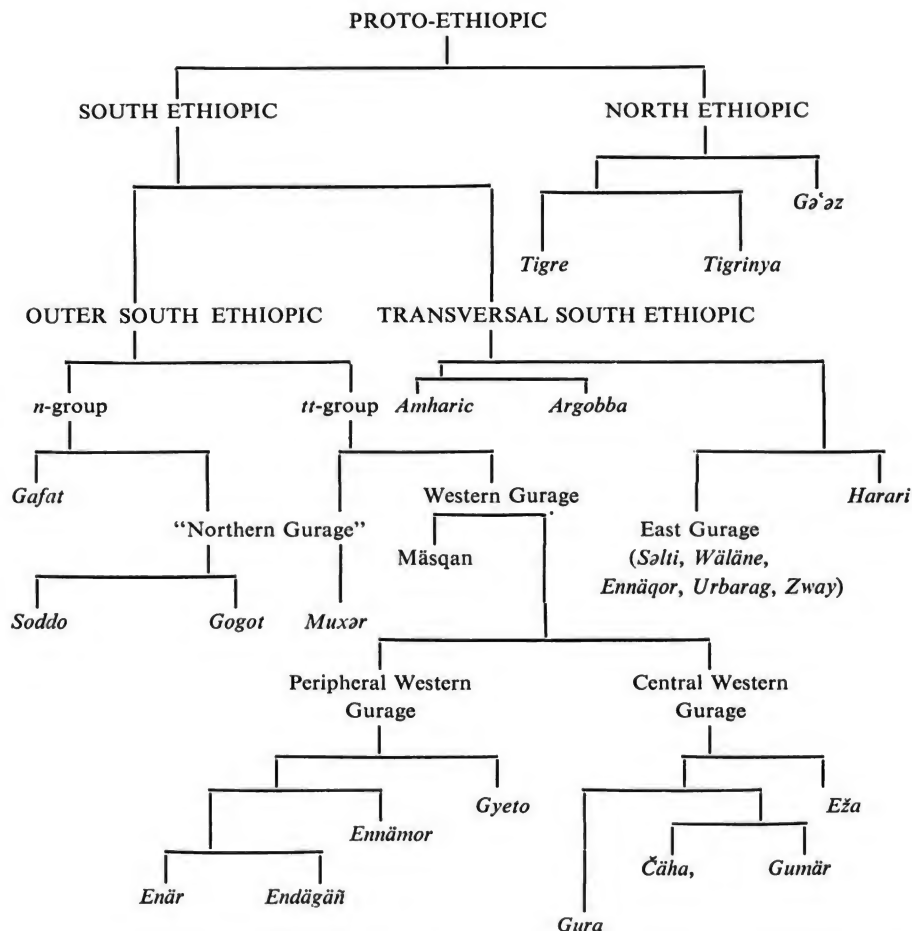 PROTO-ETHIOPIC
SOUTH ETHIOPIC
NORTH ETHIOPIC
Gəʿəz
Tigre
Tigrinya
OUTER SOUTH ETHIOPIC
TRANSVERSAL SOUTH ETHIOPIC
n-group
tt-group
Amharic
Argobba
Gafat
Western Gurage
Harari
"Northern Gurage"
East Gurage
(Səlti, Wäläne,
Ennäqor, Urbarag, Zway)
Mäsqan
Soddo
Gogot
Muxər
Peripheral Western
Gurage
Central Western
Gurage
Gyeto
Eža
Ennämor
Čäha,
Gumär
Enär
Endägäñ
Gura